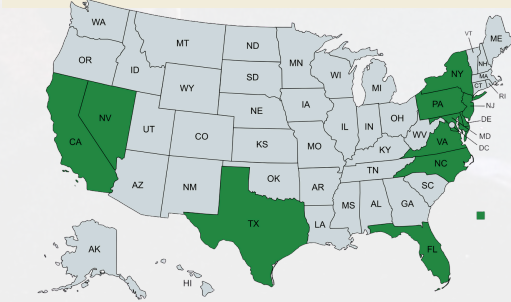 WA
MT
ND
MN
VT
ME
OR
ID
SD
WI
MI
NY
NH
MA
CT
RI
WY
NE
IA
PA
NJ
NV
UT
CO
KS
MO
IL
IN
OH
WV
VA
DE
MD
DC
CA
KY
NC
AZ
NM
OK
AR
TN
SC
TX
LA
MS
AL
GA
FL
AK
HI